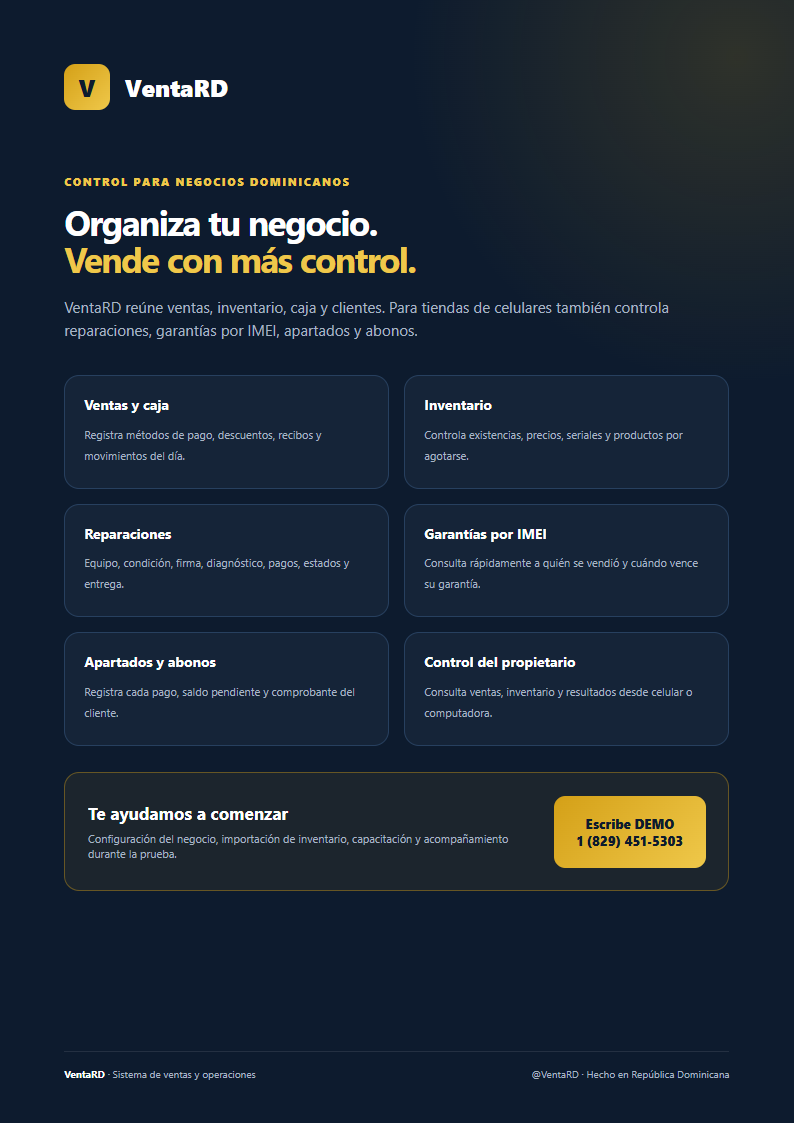 V
VentaRD
CONTROL PARA NEGOCIOS DOMINICANOS
Organiza tu negocio.
Vende con más control.
VentaRD reúne ventas, inventario, caja y clientes. Para tiendas de celulares también controla
reparaciones, garantías por IMEI, apartados y abonos.
Ventas y caja
Registra métodos de pago, descuentos, recibos y
movimientos del día.
Inventario
Controla existencias, precios, seriales y productos por
agotarse.
Reparaciones
Equipo, condición, firma, diagnóstico, pagos, estados y
entrega.
Garantías por IMEI
Consulta rápidamente a quién se vendió y cuándo vence
su garantía.
Apartados y abonos
Registra cada pago, saldo pendiente y comprobante del
cliente.
Control del propietario
Consulta ventas, inventario y resultados desde celular o
computadora.
Te ayudamos a comenzar
Configuración del negocio, importación de inventario, capacitación y acompañamiento
durante la prueba.
Escribe DEMO
1 (829) 451-5303
VentaRD · Sistema de ventas y operaciones
@VentaRD · Hecho en República Dominicana